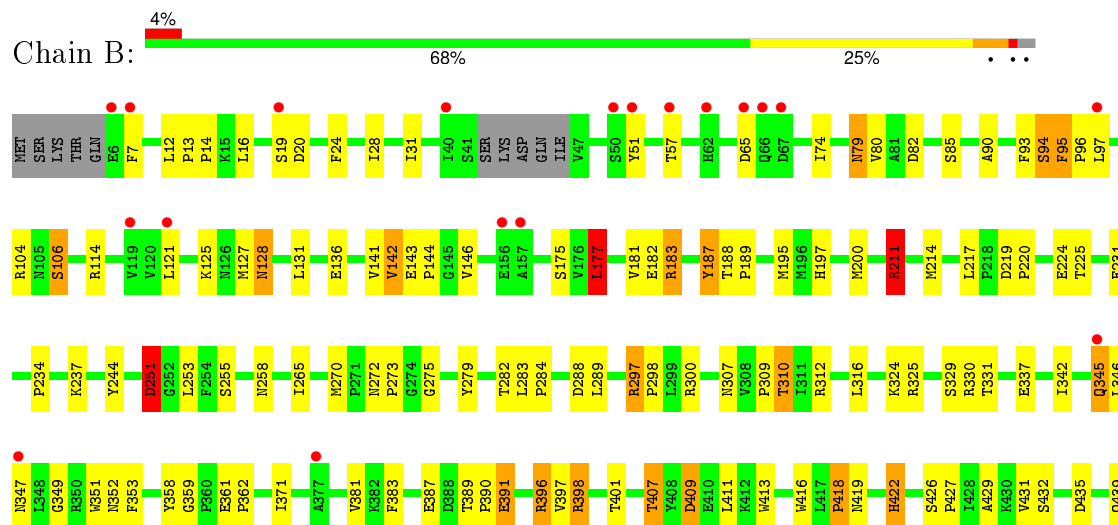 4%
Chain B:
68% 25%
MET SER LYS THR GLN E6 F7 L12 P13 P14 K15 L16 S19 D20 F24 I28 I31 I40 S41 SER LYS ASP GLN ILE V47 S50 Y51 T57 H62 D65 Q66 D67 I74 N79 V80 A81 D82 S85 A90 F93 S94 F95 P96 L97
R104 N105 S106 R114 V119 V120 L121 K125 N126 M127 N128 L131 E136 V141 V142 E143 P144 G145 V146 E156 A157 S175 V176 L177 V181 E182 R183 Y187 T188 P189 M195 M196 H197 M200 R211 M214 L217 P218 D219 P220 E224 T225
P234 K237 Y244 D251 G252 L253 F254 S255 N258 I265 M270 P271 N272 P273 G274 G275 Y279 T282 L283 P284 D288 L289 R297 P298 L299 R300 N307 V308 P309 T310 I311 R312 L316 K324 R325 S329 R330 T331 E337 I342 Q345 L346
N347 L348 G349 R350 W351 N352 F353 Y358 G359 P360 E361 P362 I371 A377 V381 K382 F383 E387 D388 T389 P390 E391 R396 V397 R398 T401 T407 Y408 D409 E410 L411 K412 W413 W416 L417 P418 N419 H422 S426 P427 I428 A429 K430 V431 S432 D435